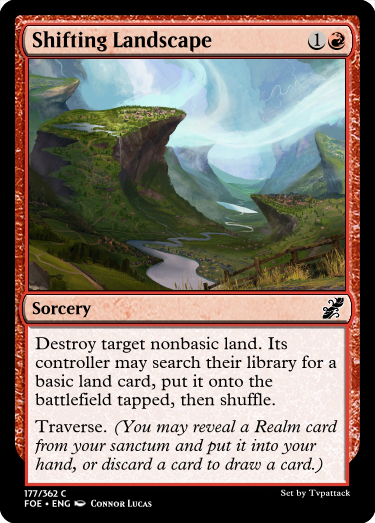 Shifting Landscape 1
Sorcery
Destroy target nonbasic land. Its
controller may search their library for a
basic land card, put it onto the
battlefield tapped, then shuffle.
Traverse. (You may reveal a Realm card
from your sanctum and put it into your
hand, or discard a card to draw a card.)
177/362 C
FOE • ENG Connor Lucas
Set by Tvpattack